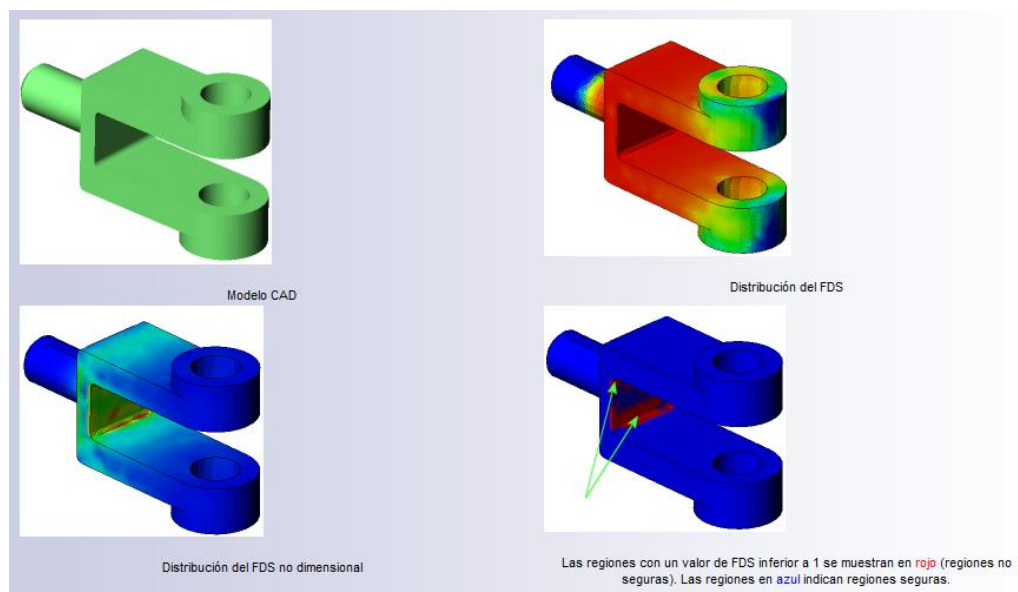 Modelo CAD
Distribución del FDS
Distribución del FDS no dimensional
Las regiones con un valor de FDS inferior a 1 se muestran en rojo (regiones no
seguras). Las regiones en azul indican regiones seguras.